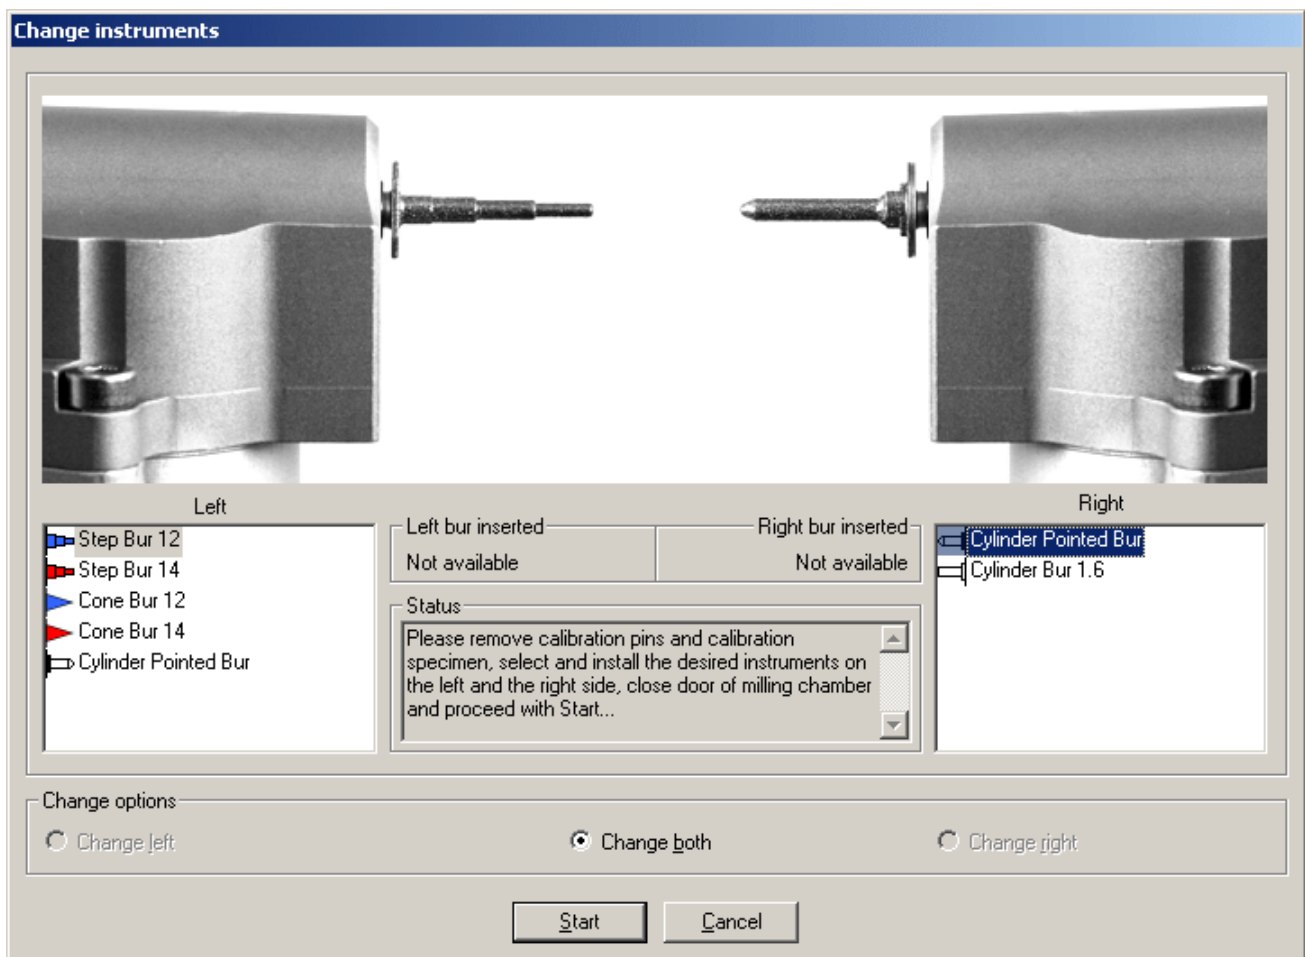 Change instruments
Left
Right
Step Bur 12
Step Bur 14
Cone Bur 12
Cone Bur 14
Cylinder Pointed Bur
Left bur inserted
Not available
Right bur inserted
Not available
Status
Please remove calibration pins and calibration
specimen, select and install the desired instruments on
the left and the right side, close door of milling chamber
and proceed with Start...
Cylinder Pointed Bur
Cylinder Bur 1.6
Change options
Change left
Change both
Change right
Start
Cancel